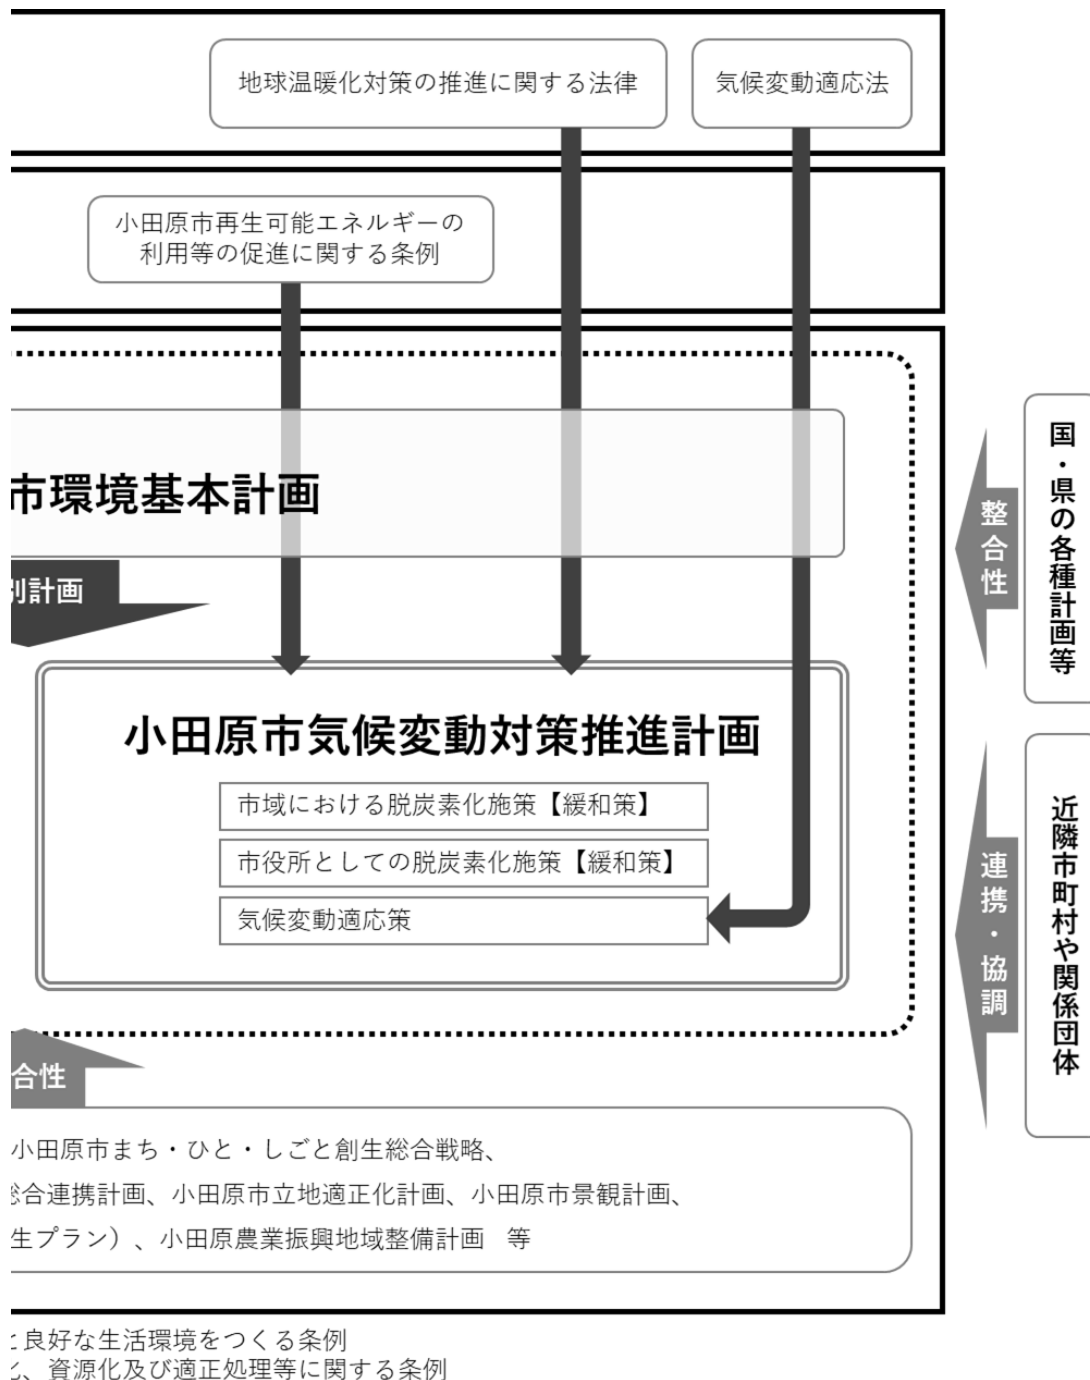 地球温暖化対策の推進に関する法律
気候変動適応法
小田原市再生可能エネルギーの
利用等の促進に関する条例
市環境基本計画
別計画
小田原市気候変動対策推進計画
市域における脱炭素化施策【緩和策】
市役所としての脱炭素化施策【緩和策】
気候変動適応策
整合性
国・県の各種計画等
連携・協調
近隣市町村や関係団体
合性
小田原市まち・ひと・しごと創生総合戦略、
総合連携計画、小田原市立地適正化計画、小田原市景観計画、
生プラン）、小田原農業振興地域整備計画　等
と良好な生活環境をつくる条例
化、資源化及び適正処理等に関する条例